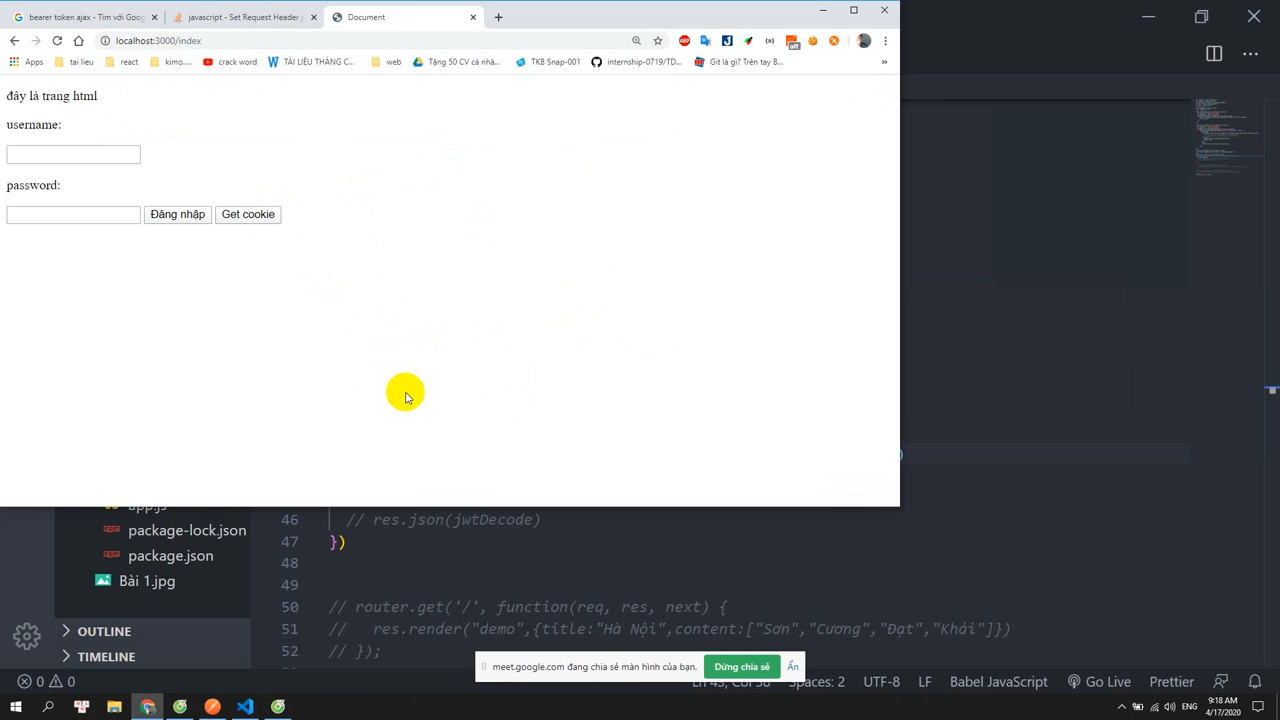 bearer token ajax - Tìm với Goog
javascript - Set Request Header j
Document
localhost:3000/index
Apps
tai lieu
react
kimo....
crack word
TÀI LIỆU THÁNG C...
web
Tặng 50 CV cá nhâ...
TKB Snap-001
internship-0719/TD...
Git là gì? Trên tay B...
»
off
đây là trang html
username:
password:
Đăng nhập
Get cookie
package-lock.json
package.json
Bài 1.jpg
OUTLINE
TIMELINE
46 // res.json(jwtDecode)
47 })
48
49
50 // router.get('/', function(req, res, next) {
51 // res.render("demo",{title:"Hà Nội",content:["Sơn","Cương","Đạt","Khải"]})
52 // });
meet.google.com đang chia sẻ màn hình của bạn.
Dừng chia sẻ
Ẩn
0 0
Spaces: 2
UTF-8
LF
Babel JavaScript
Go Live
Prettier
ENG
9:18 AM
4/17/2020